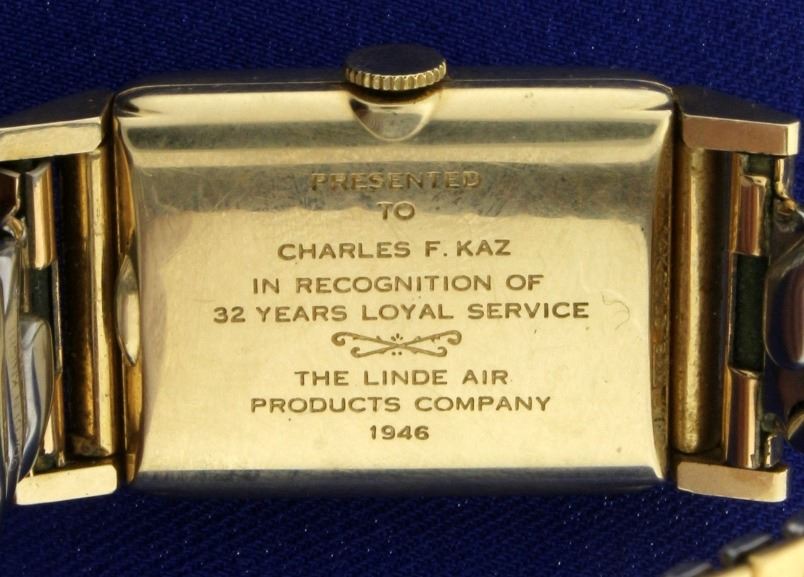 PRESENTED
TO
CHARLES F. KAZ
IN RECOGNITION OF
32 YEARS LOYAL SERVICE
THE LINDE AIR
PRODUCTS COMPANY
1946